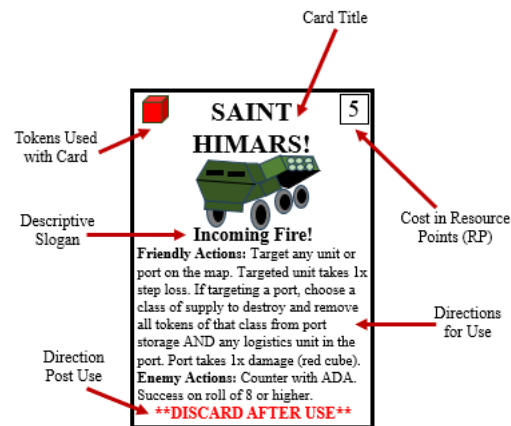 Card Title
SAINT
HIMARS!
5
Tokens Used
with Card
Descriptive
Slogan
Cost in Resource
Points (RP)
Incoming Fire!
Friendly Actions: Target any unit or
port on the map. Targeted unit takes 1x
step loss. If targeting a port, choose a
class of supply to destroy and remove
all tokens of that class from port
storage AND any logistics unit in the
port. Port takes 1x damage (red cube).
Enemy Actions: Counter with ADA.
Success on roll of 8 or higher.
**DISCARD AFTER USE**
Directions
for Use
Direction
Post Use